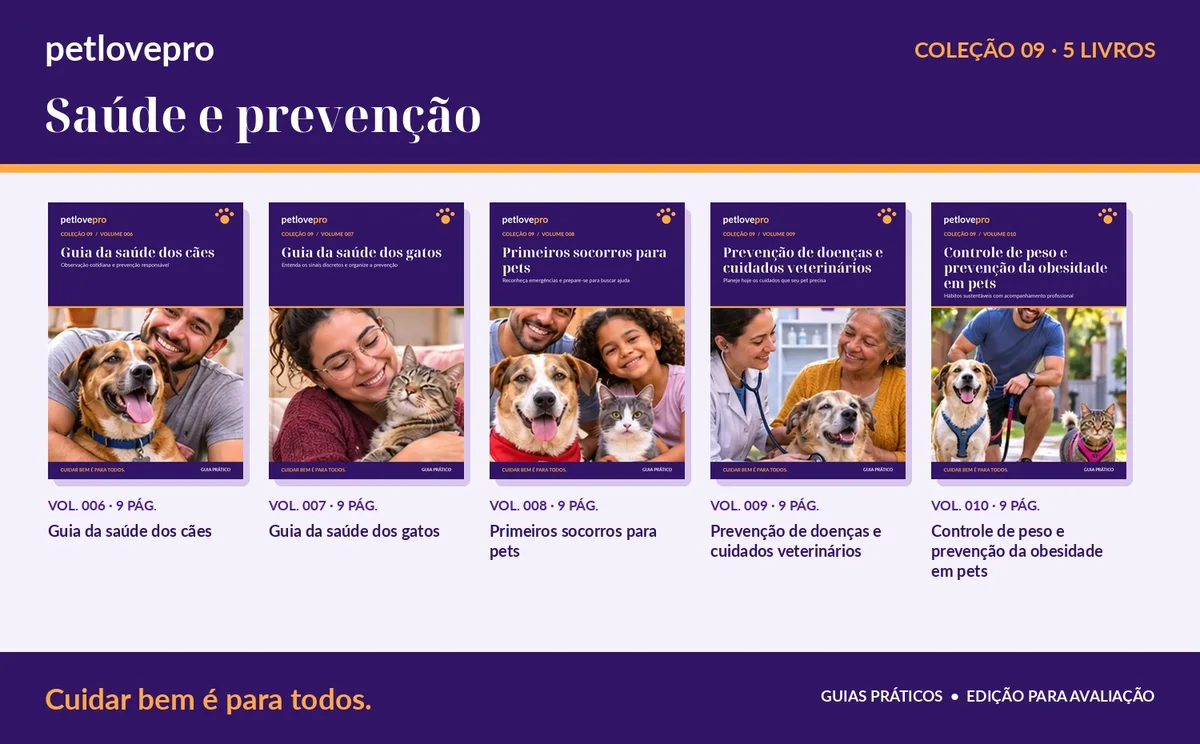 petlovepro
COLEÇÃO 09 · 5 LIVROS
Saúde e prevenção
petlovepro
COLEÇÃO 09 / VOLUME 006
Guia da saúde dos cães
Observação cotidiana e prevenção responsável
CUIDAR BEM É PARA TODOS.
GUIA PRÁTICO
VOL. 006 · 9 PÁG.
Guia da saúde dos cães
petlovepro
COLEÇÃO 09 / VOLUME 007
Guia da saúde dos gatos
Entenda os sinais discretos e organize a prevenção
CUIDAR BEM É PARA TODOS.
GUIA PRÁTICO
VOL. 007 · 9 PÁG.
Guia da saúde dos gatos
petlovepro
COLEÇÃO 09 / VOLUME 008
Primeiros socorros para
pets
Reconheça emergências e prepare-se para buscar ajuda
CUIDAR BEM É PARA TODOS.
GUIA PRÁTICO
VOL. 008 · 9 PÁG.
Primeiros socorros para
pets
petlovepro
COLEÇÃO 09 / VOLUME 009
Prevenção de doenças e
cuidados veterinários
Planeje hoje os cuidados que seu pet precisa
CUIDAR BEM É PARA TODOS.
GUIA PRÁTICO
VOL. 009 · 9 PÁG.
Prevenção de doenças e
cuidados veterinários
petlovepro
COLEÇÃO 09 / VOLUME 010
Controle de peso e
prevenção da obesidade
em pets
Hábitos sustentáveis com acompanhamento profissional
CUIDAR BEM É PARA TODOS.
GUIA PRÁTICO
VOL. 010 · 9 PÁG.
Controle de peso e
prevenção da obesidade
em pets
Cuidar bem é para todos.
GUIAS PRÁTICOS • EDIÇÃO PARA AVALIAÇÃO